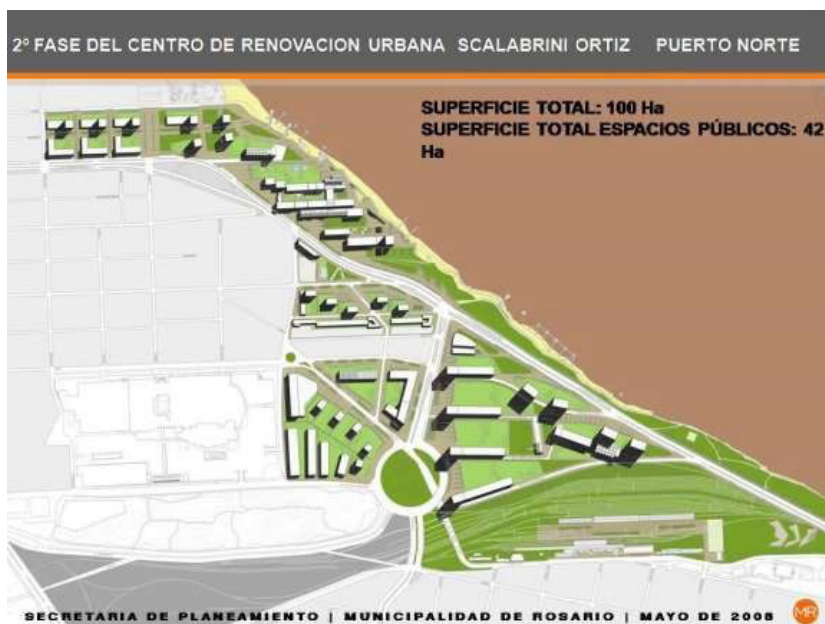 2º FASE DEL CENTRO DE RENOVACION URBANA SCALABRINI ORTIZ PUERTO NORTE
SUPERFICIE TOTAL: 100 Ha
SUPERFICIE TOTAL ESPACIOS PÚBLICOS: 42
Ha
SECRETARIA DE PLANEAMIENTO | MUNICIPALIDAD DE ROSARIO | MAYO DE 2008
MR